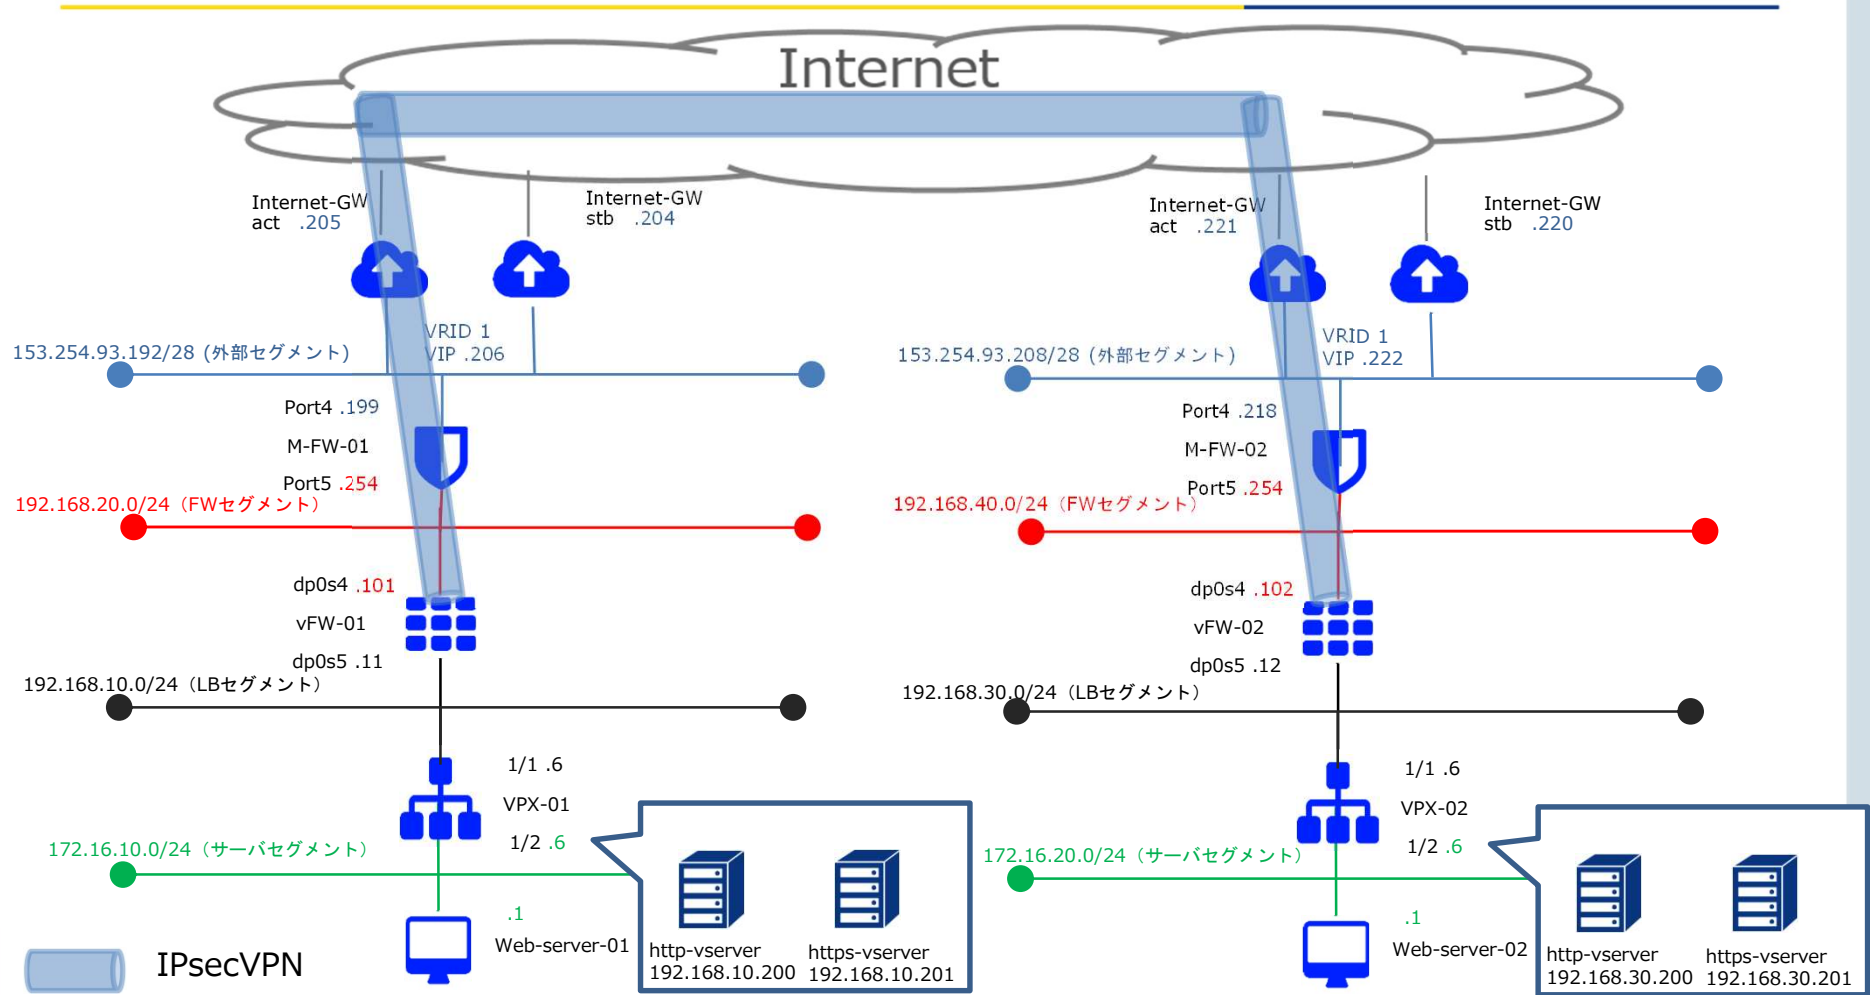 Internet
Internet-GW
act .205
Internet-GW
stb .204
VRID 1
VIP .206
153.254.93.192/28 (外部セグメント)
Port4 .199
M-FW-01
Port5 .254
192.168.20.0/24 (FWセグメント)
dp0s4 .101
vFW-01
dp0s5 .11
192.168.10.0/24 (LBセグメント)
1/1 .6
VPX-01
1/2 .6
172.16.10.0/24 (サーバセグメント)
.1
Web-server-01
http-vserver
192.168.10.200
https-vserver
192.168.10.201
Internet-GW
act .221
Internet-GW
stb .220
VRID 1
VIP .222
153.254.93.208/28 (外部セグメント)
Port4 .218
M-FW-02
Port5 .254
192.168.40.0/24 (FWセグメント)
dp0s4 .102
vFW-02
dp0s5 .12
192.168.30.0/24 (LBセグメント)
1/1 .6
VPX-02
1/2 .6
172.16.20.0/24 (サーバセグメント)
.1
Web-server-02
http-vserver
192.168.30.200
https-vserver
192.168.30.201
IPsecVPN